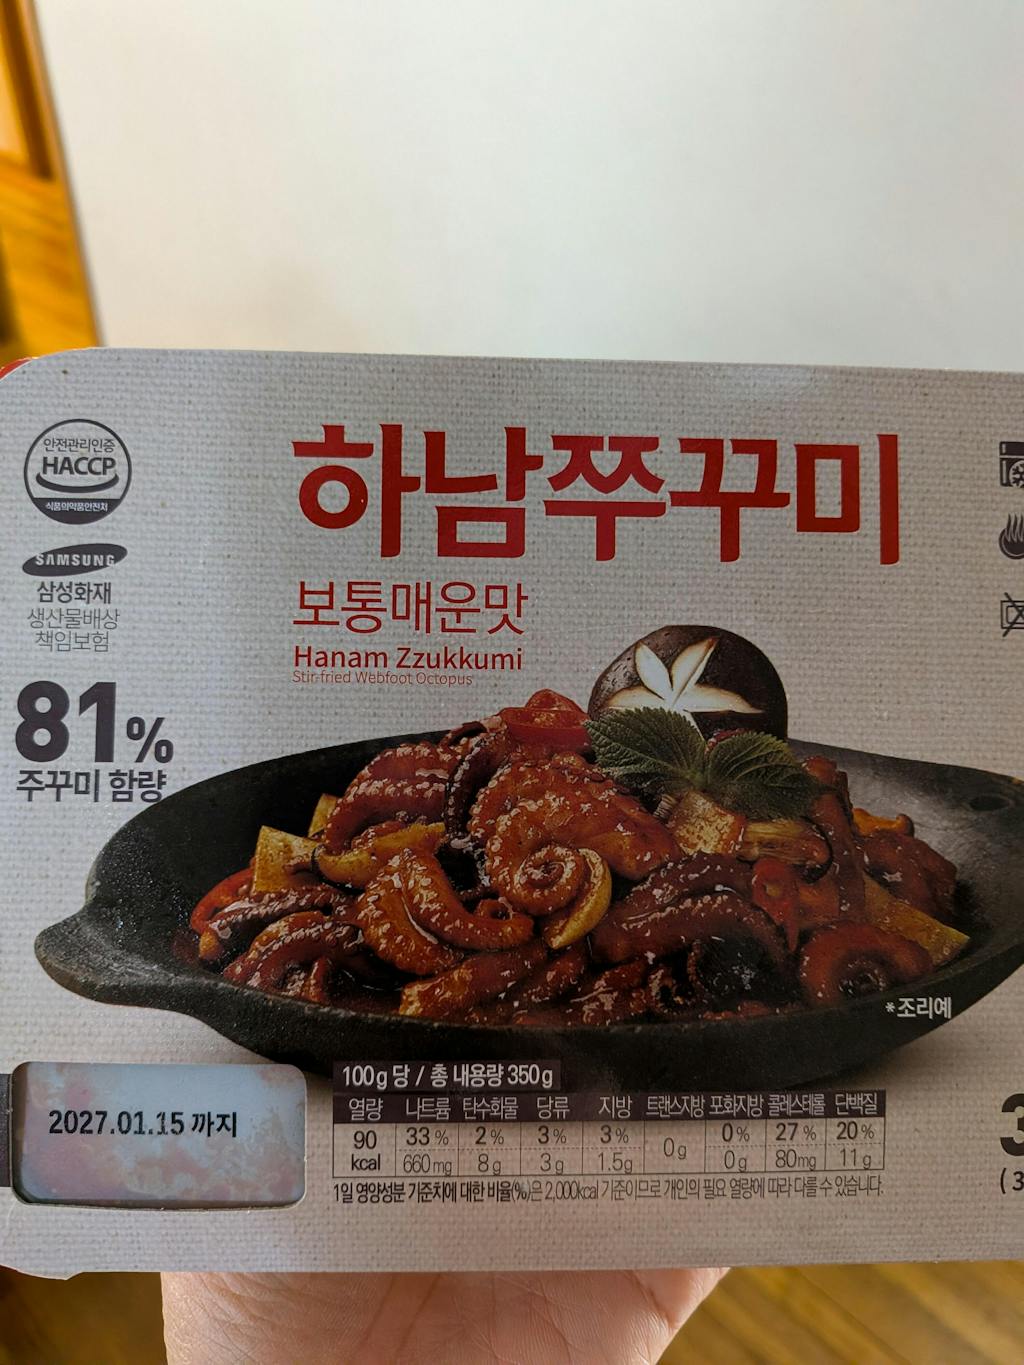 안전관리인증
HACCP
식품의약품안전처
SAMSUNG
삼성화재
생산물배상
책임보험
81%
주꾸미 함량
하남쭈꾸미
보통매운맛
Hanam Zzukkumi
Stir-fried Webfoot Octopus
*조리예
2027.01.15 까지
100g 당 / 총 내용량 350g
열량 나트륨 탄수화물 당류 지방 트랜스지방 포화지방 콜레스테롤 단백질
90 kcal 33% 2% 3% 3% 0g 0% 27% 20%
660mg 8g 3g 1.5g 0g 80mg 11g
1일 영양성분 기준치에 대한 비율(%)은 2,000kcal 기준이므로 개인의 필요 열량에 따라 다를 수 있습니다.
3
(3